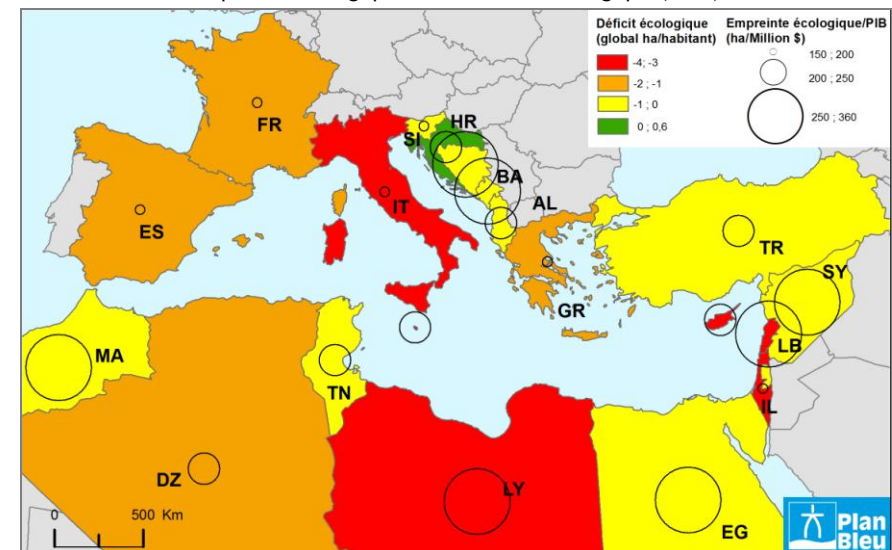 Déficit écologique
(global ha/habitant)
-4 ; -3
-2 ; -1
-1 ; 0
0 ; 0,6
Empreinte écologique/PIB
(ha/Million $)
150 ; 200
200 ; 250
250 ; 360
FR
SI
HR
BA
ES
IT
AL
TR
SY
GR
MA
TN
LB
IL
DZ
LY
EG
0 500 Km
Plan
Bleu